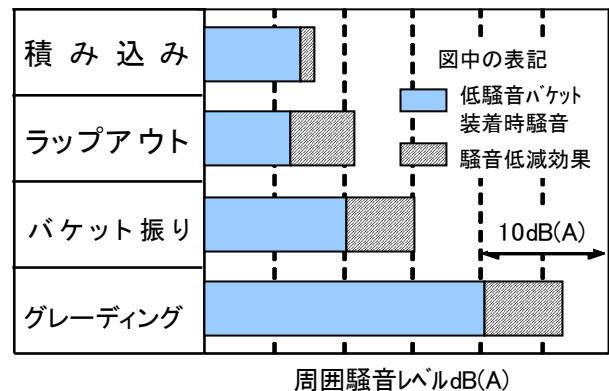 積み込み
ラップアウト
バケット振り
グレーディング
図中の表記
低騒音バケット
装着時騒音
騒音低減効果
10dB(A)
周囲騒音レベルdB(A)